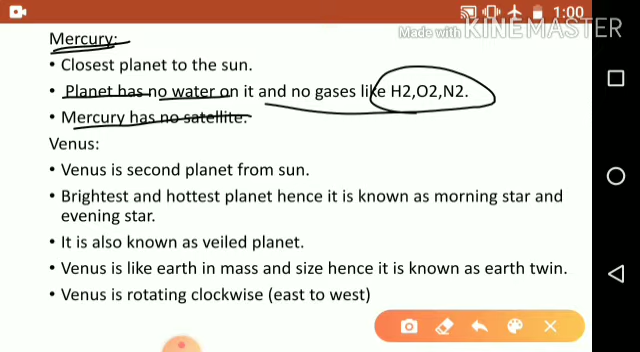 1:00
Made with KINEMASTER
Mercury:
• Closest planet to the sun.
• Planet has no water on it and no gases like H2,O2,N2.
• Mercury has no satellite.
Venus:
• Venus is second planet from sun.
• Brightest and hottest planet hence it is known as morning star and
evening star.
• It is also known as veiled planet.
• Venus is like earth in mass and size hence it is known as earth twin.
• Venus is rotating clockwise (east to west)